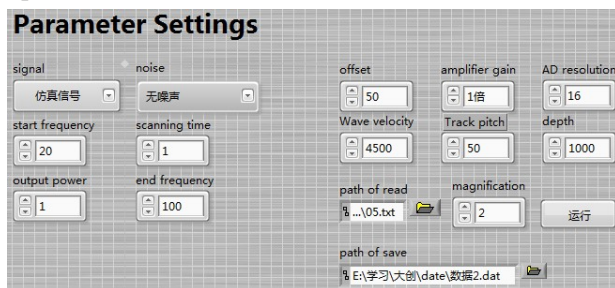 Parameter Settings
signal noise offset amplifier gain AD resolution
仿真信号 无噪声 50 1倍 16
start frequency scanning time Wave velocity Track pitch depth
20 1 4500 50 1000
output power end frequency path of read magnification
1 100 ...\05.txt 2 运行
path of save
E:\学习\大创\date\数据2.dat